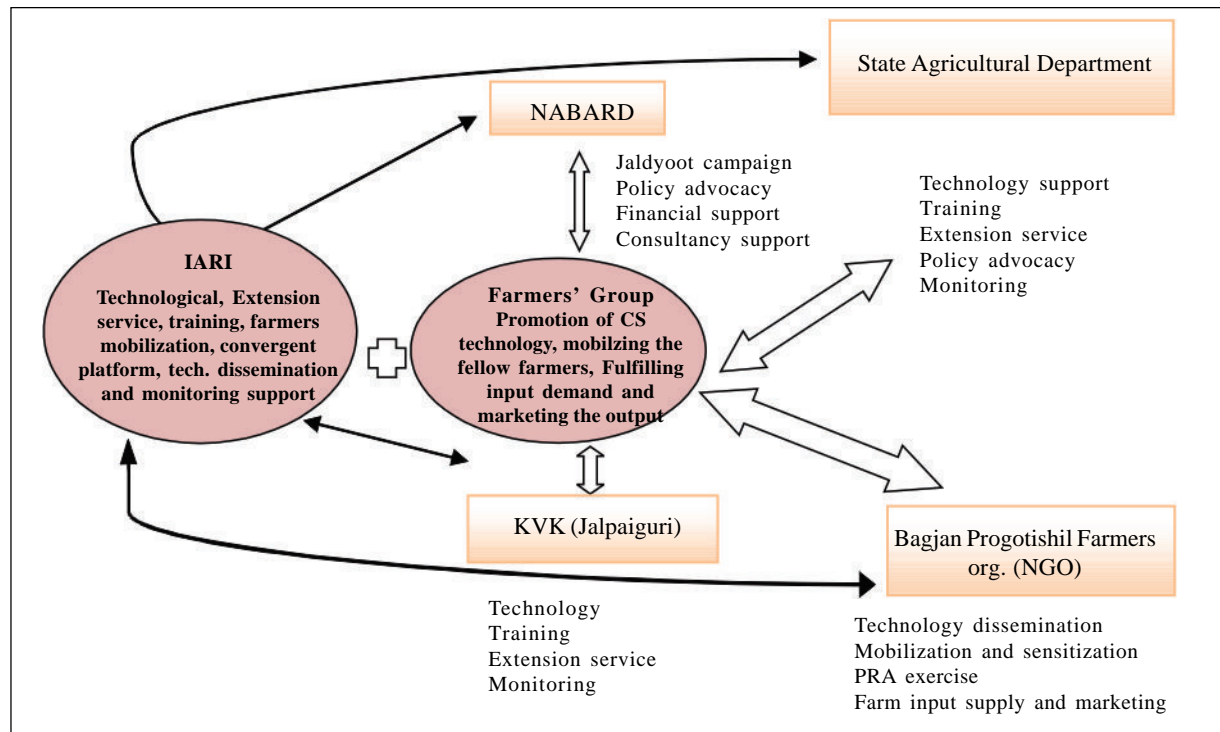 State Agricultural Department
NABARD
Jaldyoot campaign
Policy advocacy
Financial support
Consultancy support
Technology support
Training
Extension service
Policy advocacy
Monitoring
IARI
Technological, Extension
service, training, farmers
mobilization, convergent
platform, tech. dissemination
and monitoring support
Farmers’ Group
Promotion of CS
technology, mobilzing the
fellow farmers, Fulfilling
input demand and
marketing the output
KVK (Jalpaiguri)
Technology
Training
Extension service
Monitoring
Bagjan Progotishil Farmers
org. (NGO)
Technology dissemination
Mobilization and sensitization
PRA exercise
Farm input supply and marketing